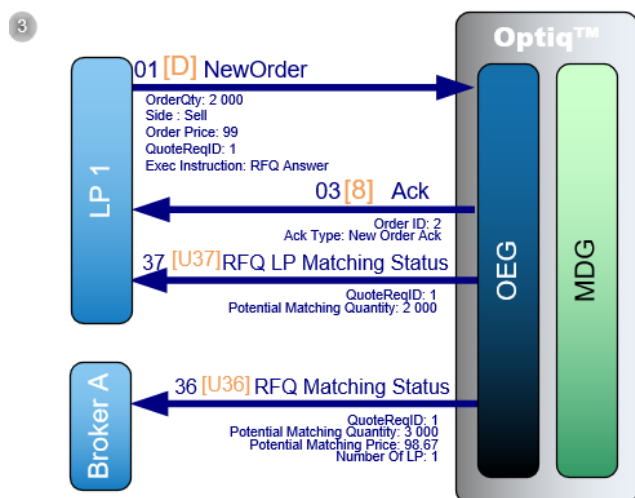 3
Optiq™
01 [D] NewOrder
OrderQty: 2 000
Side : Sell
Order Price: 99
QuoteReqID: 1
Exec Instruction: RFQ Answer
LP 1
03 [8] Ack
Order ID: 2
Ack Type: New Order Ack
37 [U37] RFQ LP Matching Status
QuoteReqID: 1
Potential Matching Quantity: 2 000
OEG
MDG
Broker A
36 [U36] RFQ Matching Status
QuoteReqID: 1
Potential Matching Quantity: 3 000
Potential Matching Price: 98.67
Number Of LP: 1